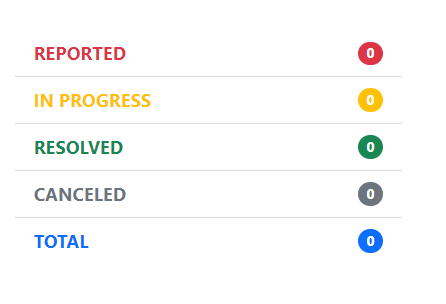 REPORTED 0
IN PROGRESS 0
RESOLVED 0
CANCELED 0
TOTAL 0